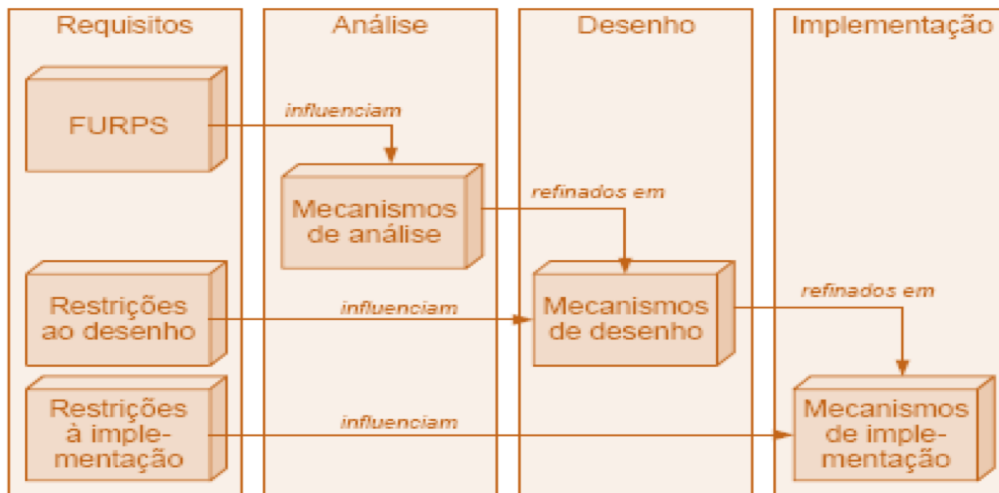 Requisitos
Análise
Desenho
Implementação
FURPS
influenciam
Mecanismos
de análise
refinados em
Restrições
ao desenho
influenciam
Mecanismos
de desenho
refinados em
Restrições
à imple-
mentação
influenciam
Mecanismos
de imple-
mentação